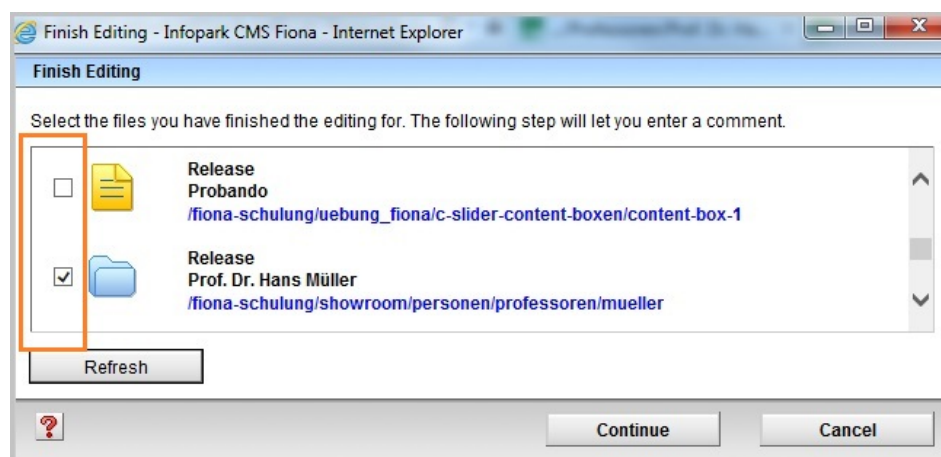 Finish Editing - Infopark CMS Fiona - Internet Explorer
Finish Editing
Select the files you have finished the editing for. The following step will let you enter a comment.
Release
Probando
/fiona-schulung/uebung_fiona/c-slider-content-boxen/content-box-1
Release
Prof. Dr. Hans Müller
/fiona-schulung/showroom/personen/professoren/mueller
Refresh
? Continue Cancel